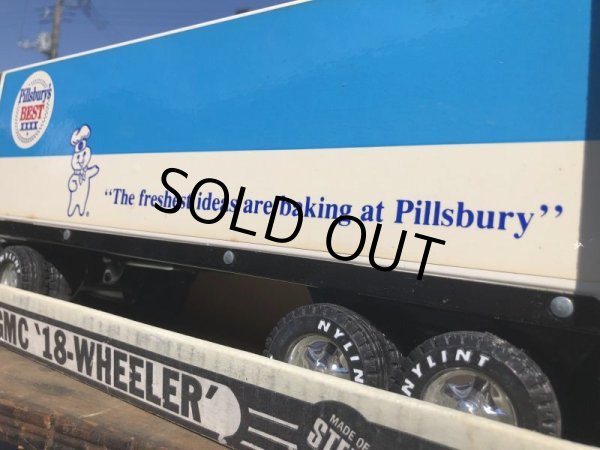 Pillsbury's
BEST
XXXX
"The freshest ideas are baking at Pillsbury"
SOLD OUT
NYLINT
NYLINT
GMC '18-WHEELER'
MADE OF